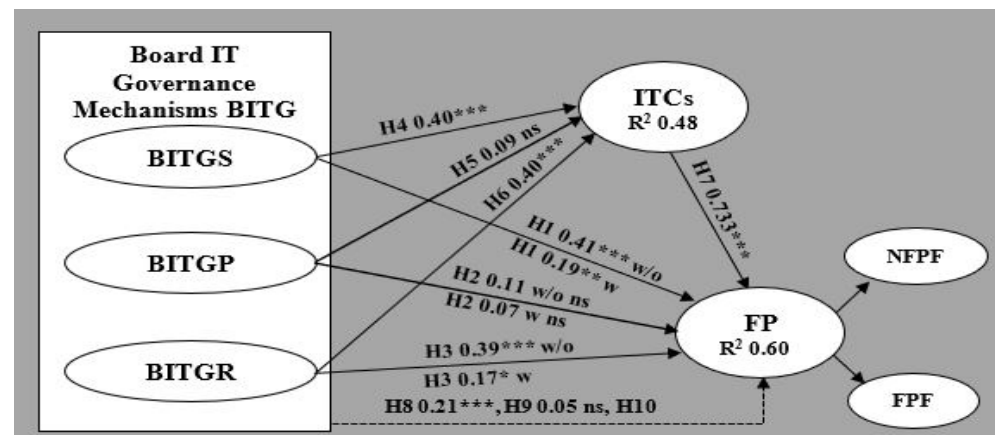 Board IT
Governance
Mechanisms BITG
BITGS
BITGP
BITGR
H4 0.40***
H5 0.09 ns
H6 0.40***
H1 0.41*** w/o
H1 0.19** w
H2 0.11 w/o ns
H2 0.07 w ns
H3 0.39*** w/o
H3 0.17* w
H8 0.21***, H9 0.05 ns, H10
ITCs
R² 0.48
H7 0.733***
FP
R² 0.60
NFPF
FPF